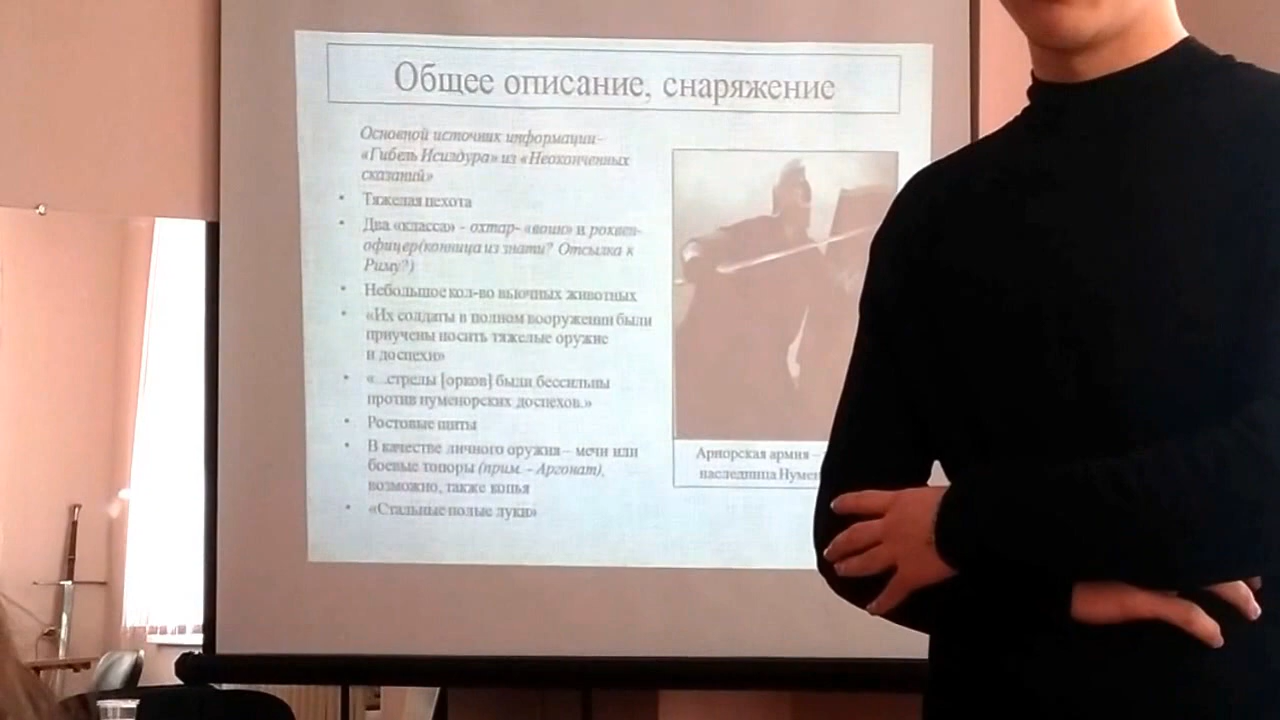 Общее описание, снаряжение
Основной источник информации–
«Гибель Исилдура» из «Неоконченных
сказаний»
• Тяжелая пехота
• Два «класса» - охтар- «воин» и рокхен-
офицер(конница из знати? Отсылка к
Риму?)
• Небольшое кол-во вьючных животных
• «Их солдаты в полном вооружении были
приучены носить тяжелые оружие
и доспехи»
• «...стрелы [орков] были бессильны
против нуменорских доспехов.»
• Ростовые щиты
• В качестве личного оружия – мечи или
боевые топоры (прим. - Аргонат),
возможно, также копья
• «Стальные полые луки»
Арнорская армия –
наследница Нумен